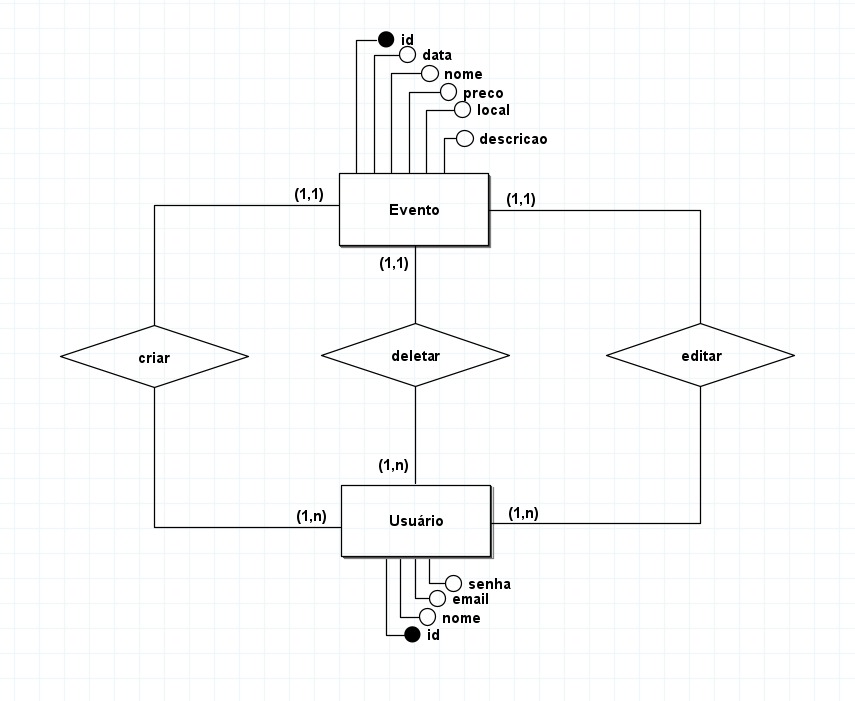 id
data
nome
preco
local
descricao
(1,1)
(1,1)
Evento
(1,1)
criar
deletar
editar
(1,n)
(1,n)
(1,n)
Usuário
senha
email
nome
id